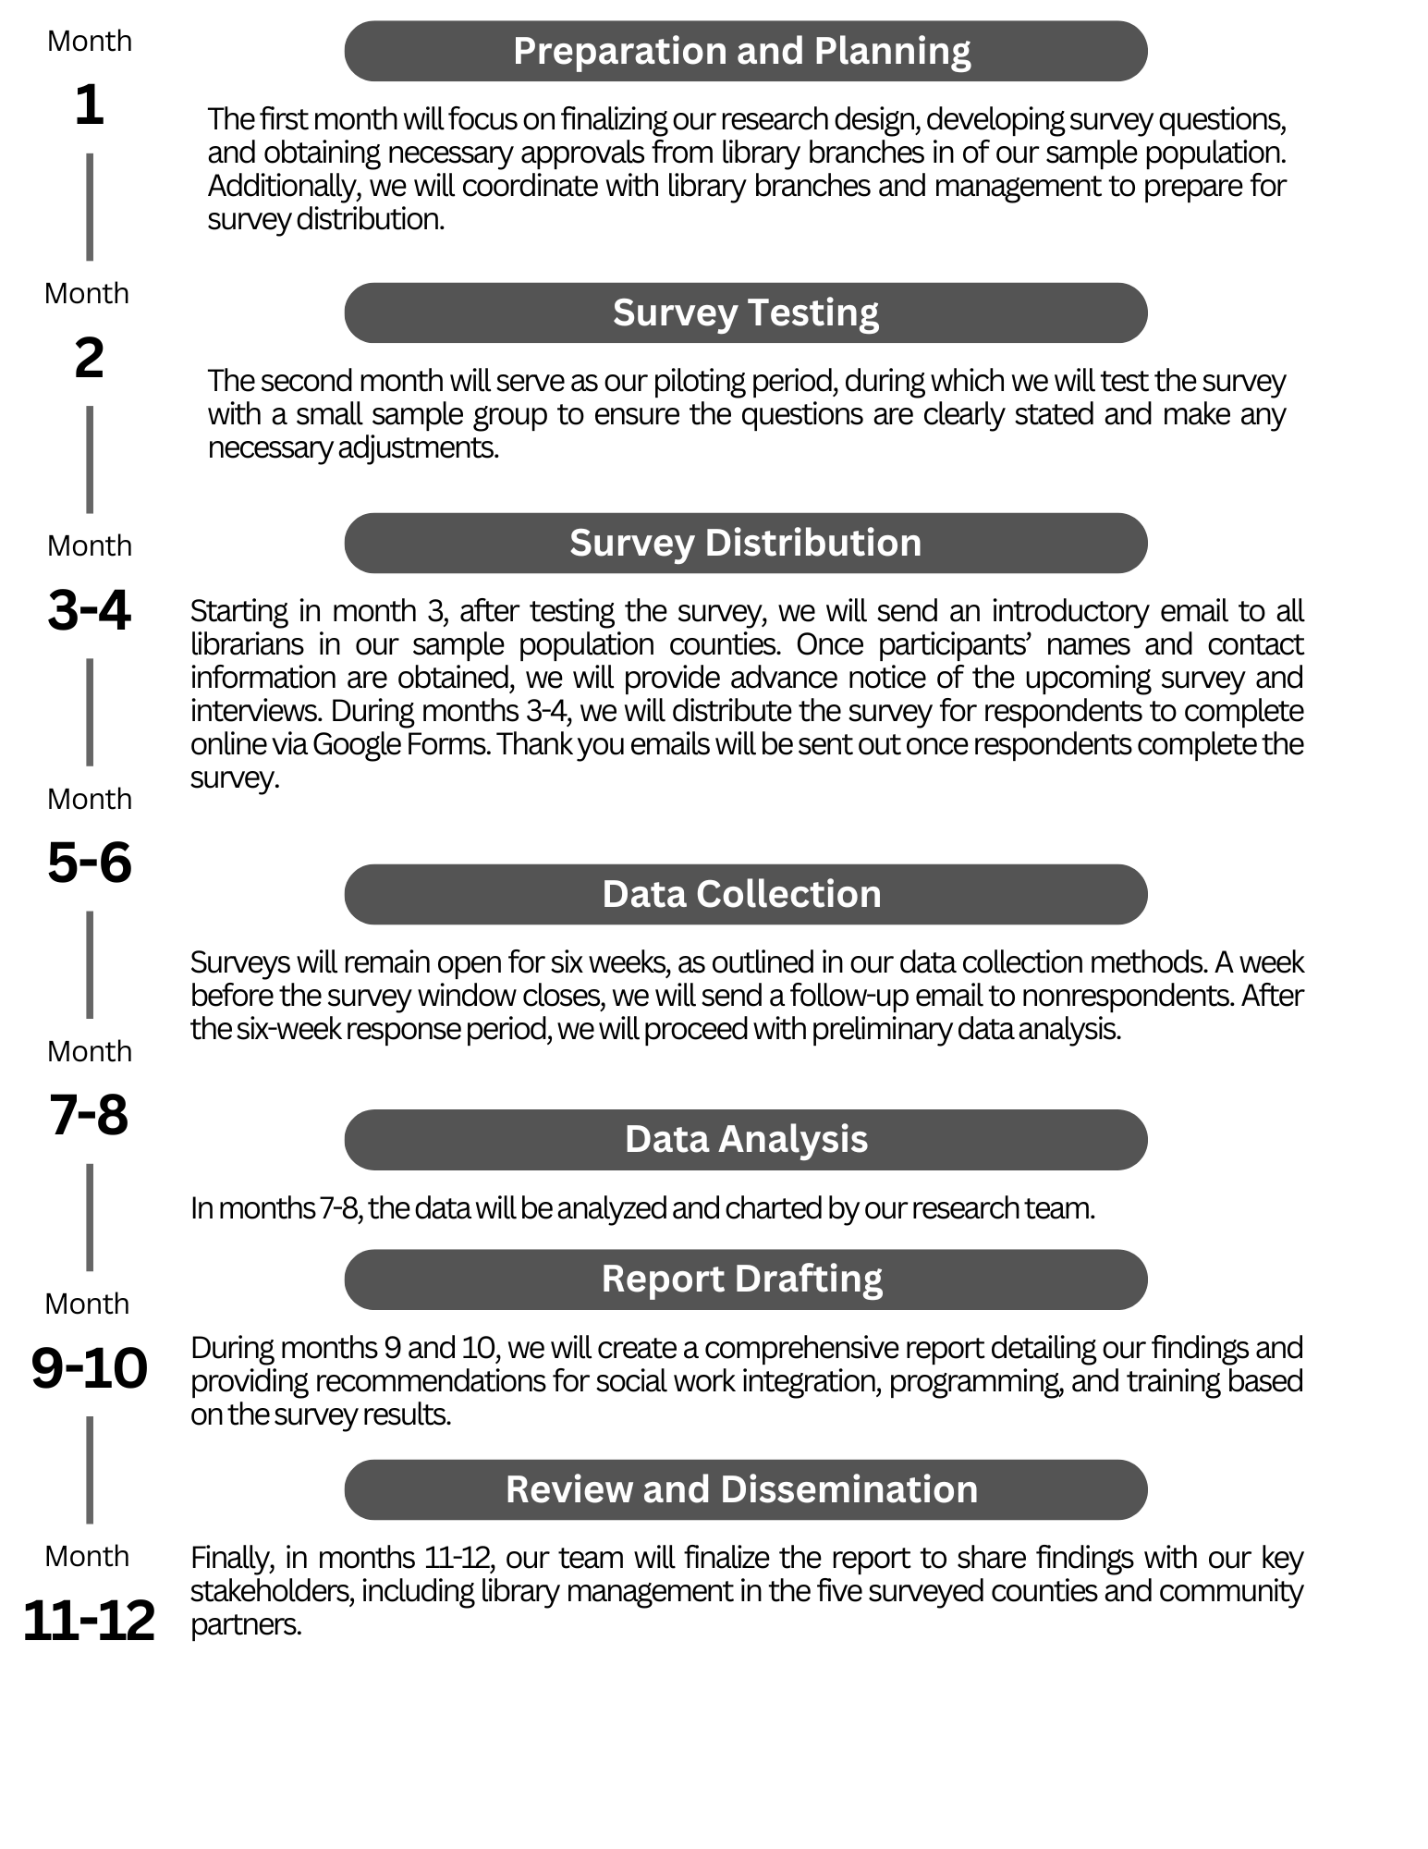 Month
1
Preparation and Planning
The first month will focus on finalizing our research design, developing survey questions,
and obtaining necessary approvals from library branches in of our sample population.
Additionally, we will coordinate with library branches and management to prepare for
survey distribution.
Month
2
Survey Testing
The second month will serve as our piloting period, during which we will test the survey
with a small sample group to ensure the questions are clearly stated and make any
necessary adjustments.
Month
3-4
Survey Distribution
Starting in month 3, after testing the survey, we will send an introductory email to all
librarians in our sample population counties. Once participants’ names and contact
information are obtained, we will provide advance notice of the upcoming survey and
interviews. During months 3-4, we will distribute the survey for respondents to complete
online via Google Forms. Thank you emails will be sent out once respondents complete the
survey.
Month
5-6
Data Collection
Surveys will remain open for six weeks, as outlined in our data collection methods. A week
before the survey window closes, we will send a follow-up email to nonrespondents. After
the six-week response period, we will proceed with preliminary data analysis.
Month
7-8
Data Analysis
In months 7-8, the data will be analyzed and charted by our research team.
Month
9-10
Report Drafting
During months 9 and 10, we will create a comprehensive report detailing our findings and
providing recommendations for social work integration, programming, and training based
on the survey results.
Month
11-12
Review and Dissemination
Finally, in months 11-12, our team will finalize the report to share findings with our key
stakeholders, including library management in the five surveyed counties and community
partners.